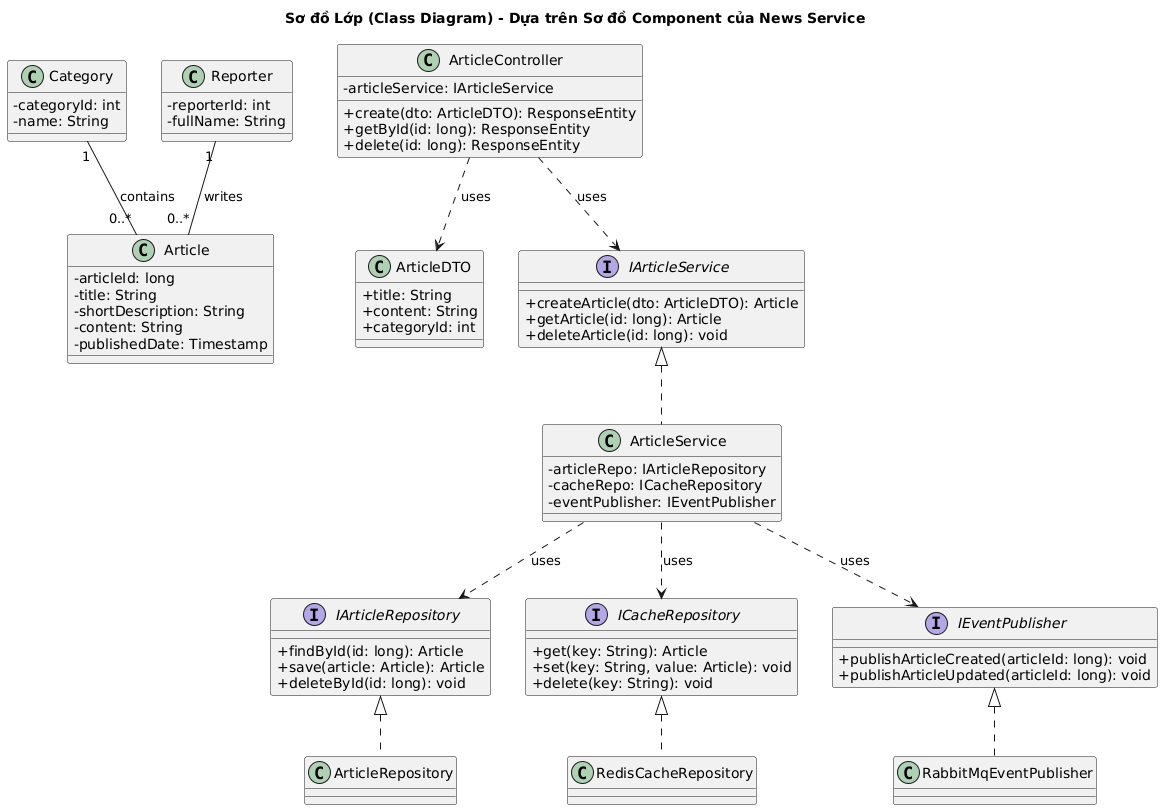 Sơ đồ Lớp (Class Diagram) - Dựa trên Sơ đồ Component của News Service
C Category
-categoryId: int
-name: String
C Reporter
-reporterId: int
-fullName: String
C ArticleController
-articleService: IArticleService
+create(dto: ArticleDTO): ResponseEntity
+getById(id: long): ResponseEntity
+delete(id: long): ResponseEntity
1
contains
0..*
1
writes
0..*
uses
uses
C Article
-articleId: long
-title: String
-shortDescription: String
-content: String
-publishedDate: Timestamp
C ArticleDTO
+title: String
+content: String
+categoryId: int
I IArticleService
+createArticle(dto: ArticleDTO): Article
+getArticle(id: long): Article
+deleteArticle(id: long): void
C ArticleService
-articleRepo: IArticleRepository
-cacheRepo: ICacheRepository
-eventPublisher: IEventPublisher
uses
uses
uses
I IArticleRepository
+findById(id: long): Article
+save(article: Article): Article
+deleteById(id: long): void
I ICacheRepository
+get(key: String): Article
+set(key: String, value: Article): void
+delete(key: String): void
I IEventPublisher
+publishArticleCreated(articleId: long): void
+publishArticleUpdated(articleId: long): void
C ArticleRepository
C RedisCacheRepository
C RabbitMqEventPublisher